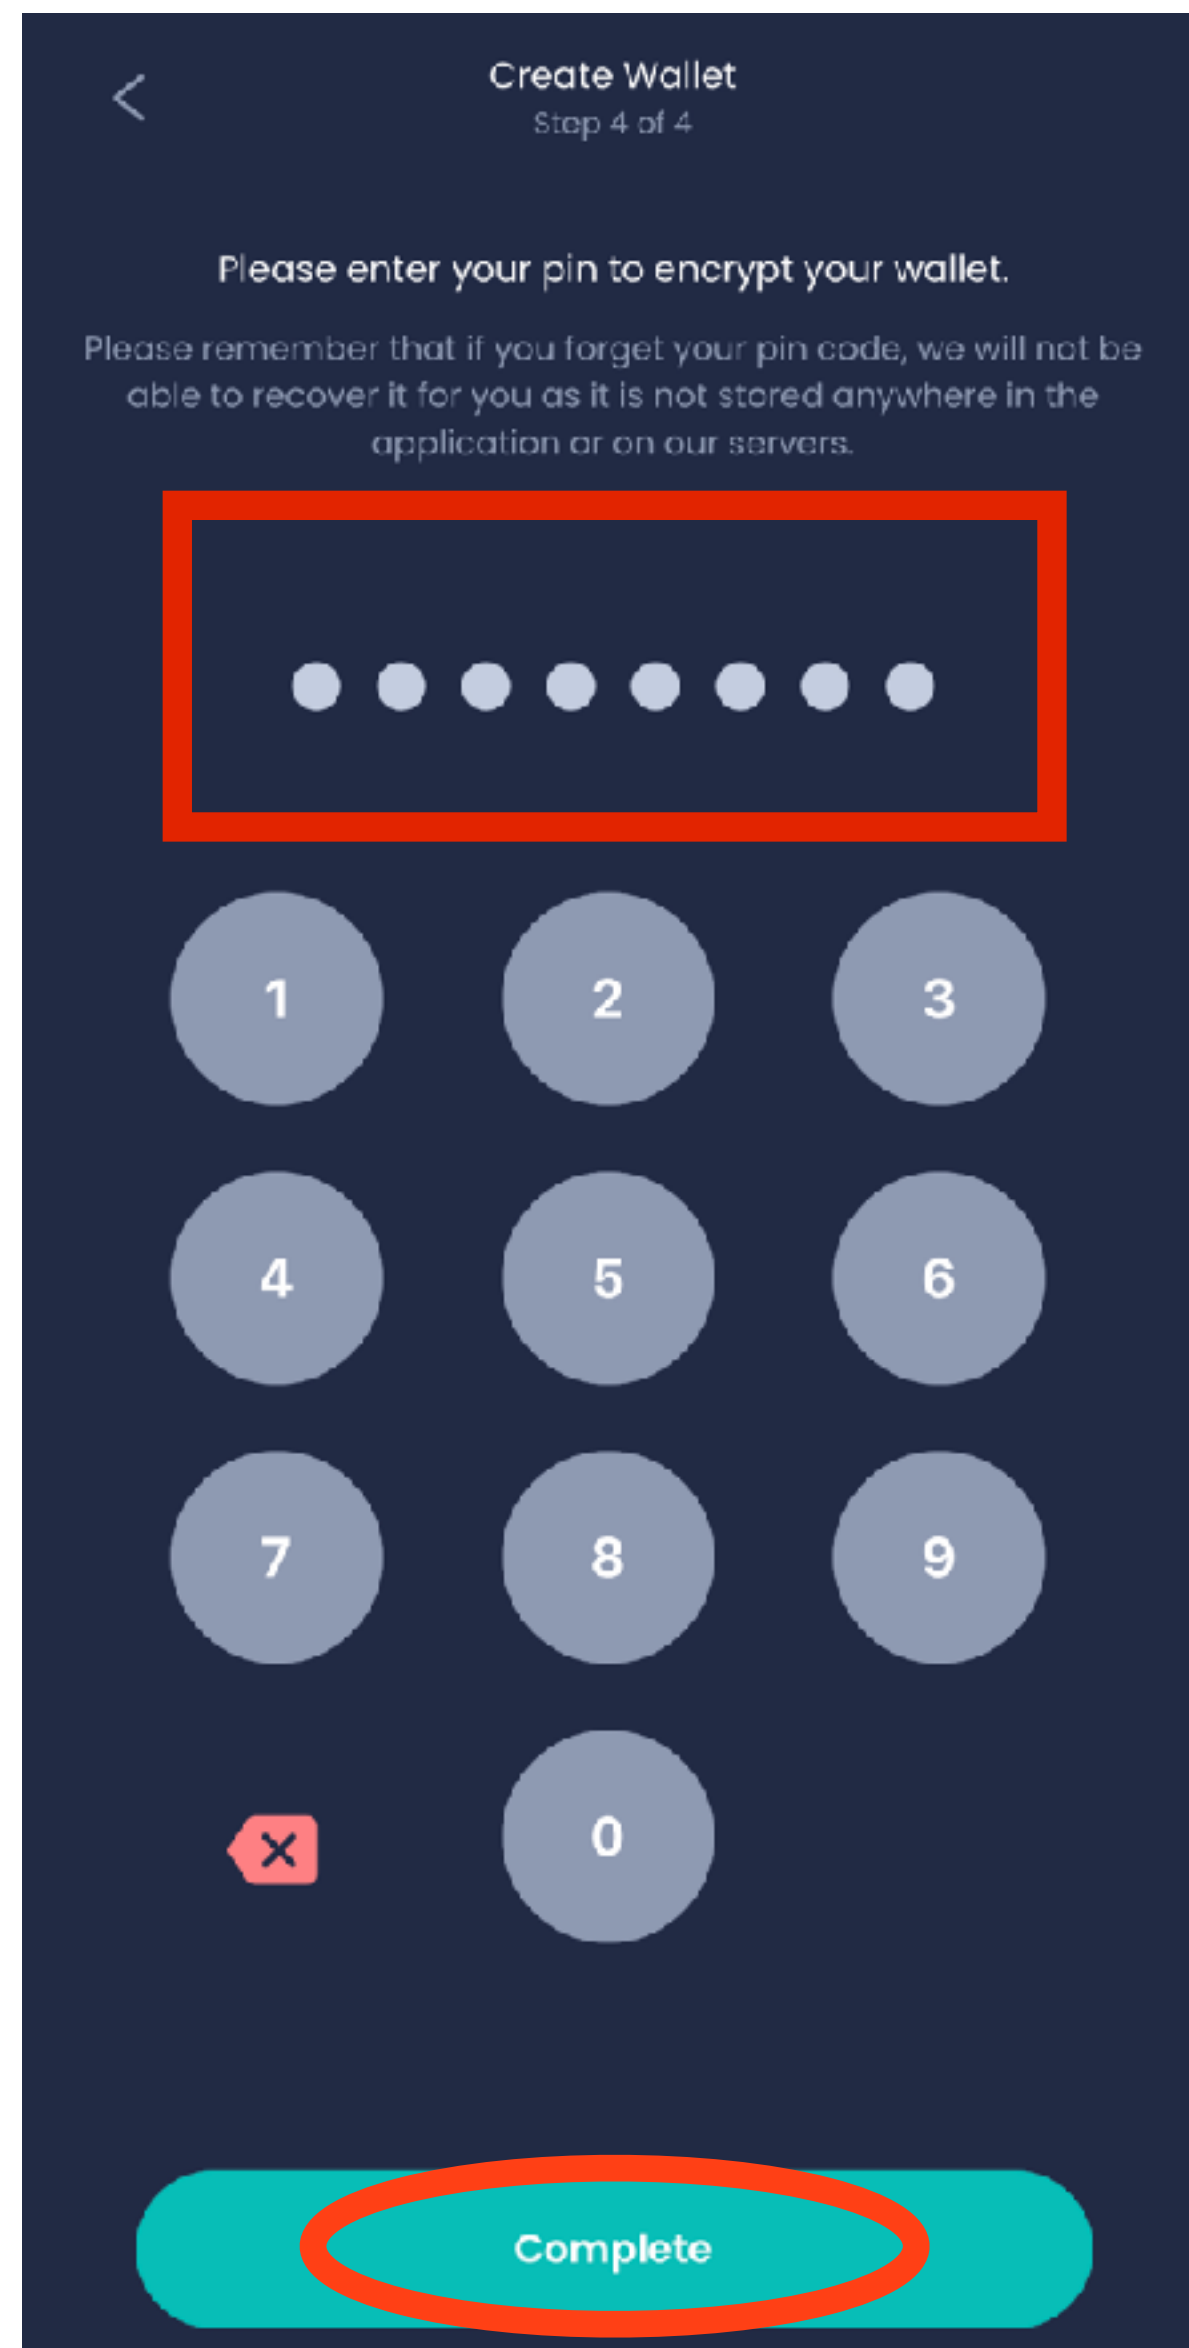 Create Wallet
Step 4 of 4
Please enter your pin to encrypt your wallet.
Please remember that if you forget your pin code, we will not be
able to recover it for you as it is not stored anywhere in the
application or on our servers.
1 2 3
4 5 6
7 8 9
0
Complete